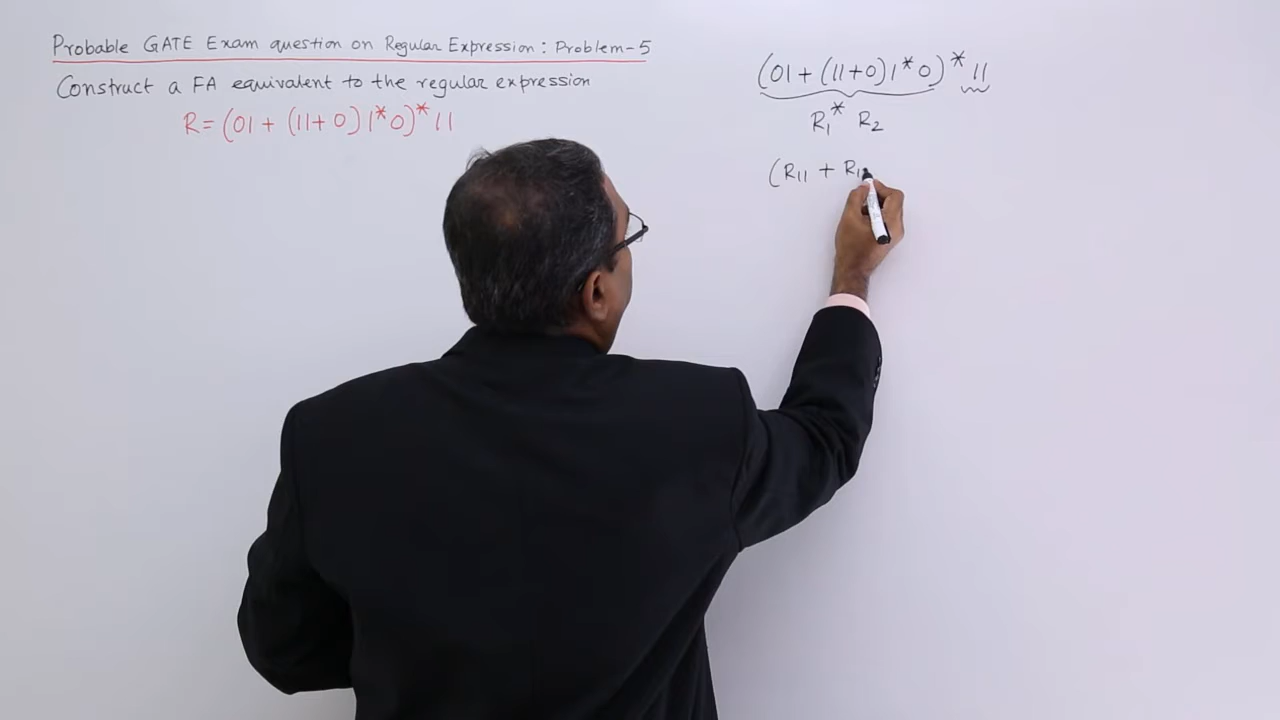 Probable GATE Exam question on Regular Expression : Problem-5
Construct a FA equivalent to the regular expression
R = (01 + (11+0)1*0)*11
(01 + (11+0)1*0)*11
R₁* R₂
(R₁₁ + R₁